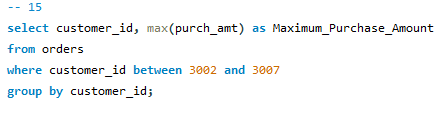 -- 15
select customer_id, max(purch_amt) as Maximum_Purchase_Amount
from orders
where customer_id between 3002 and 3007
group by customer_id;